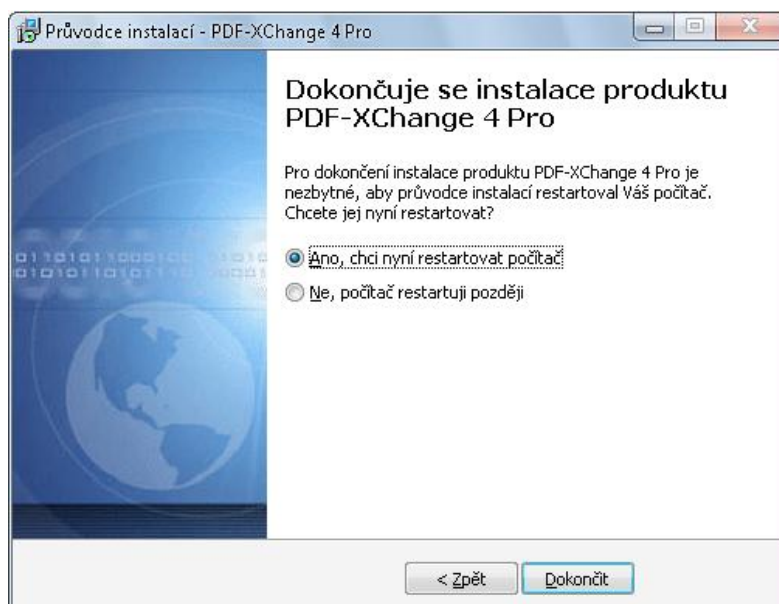 Průvodce instalací - PDF-XChange 4 Pro
Dokončuje se instalace produktu
PDF-XChange 4 Pro
Pro dokončení instalace produktu PDF-XChange 4 Pro je
nezbytné, aby průvodce instalací restartoval Váš počítač.
Chcete jej nyní restartovat?
Ano, chci nyní restartovat počítač
Ne, počítač restartuji později
< Zpět
Dokončit